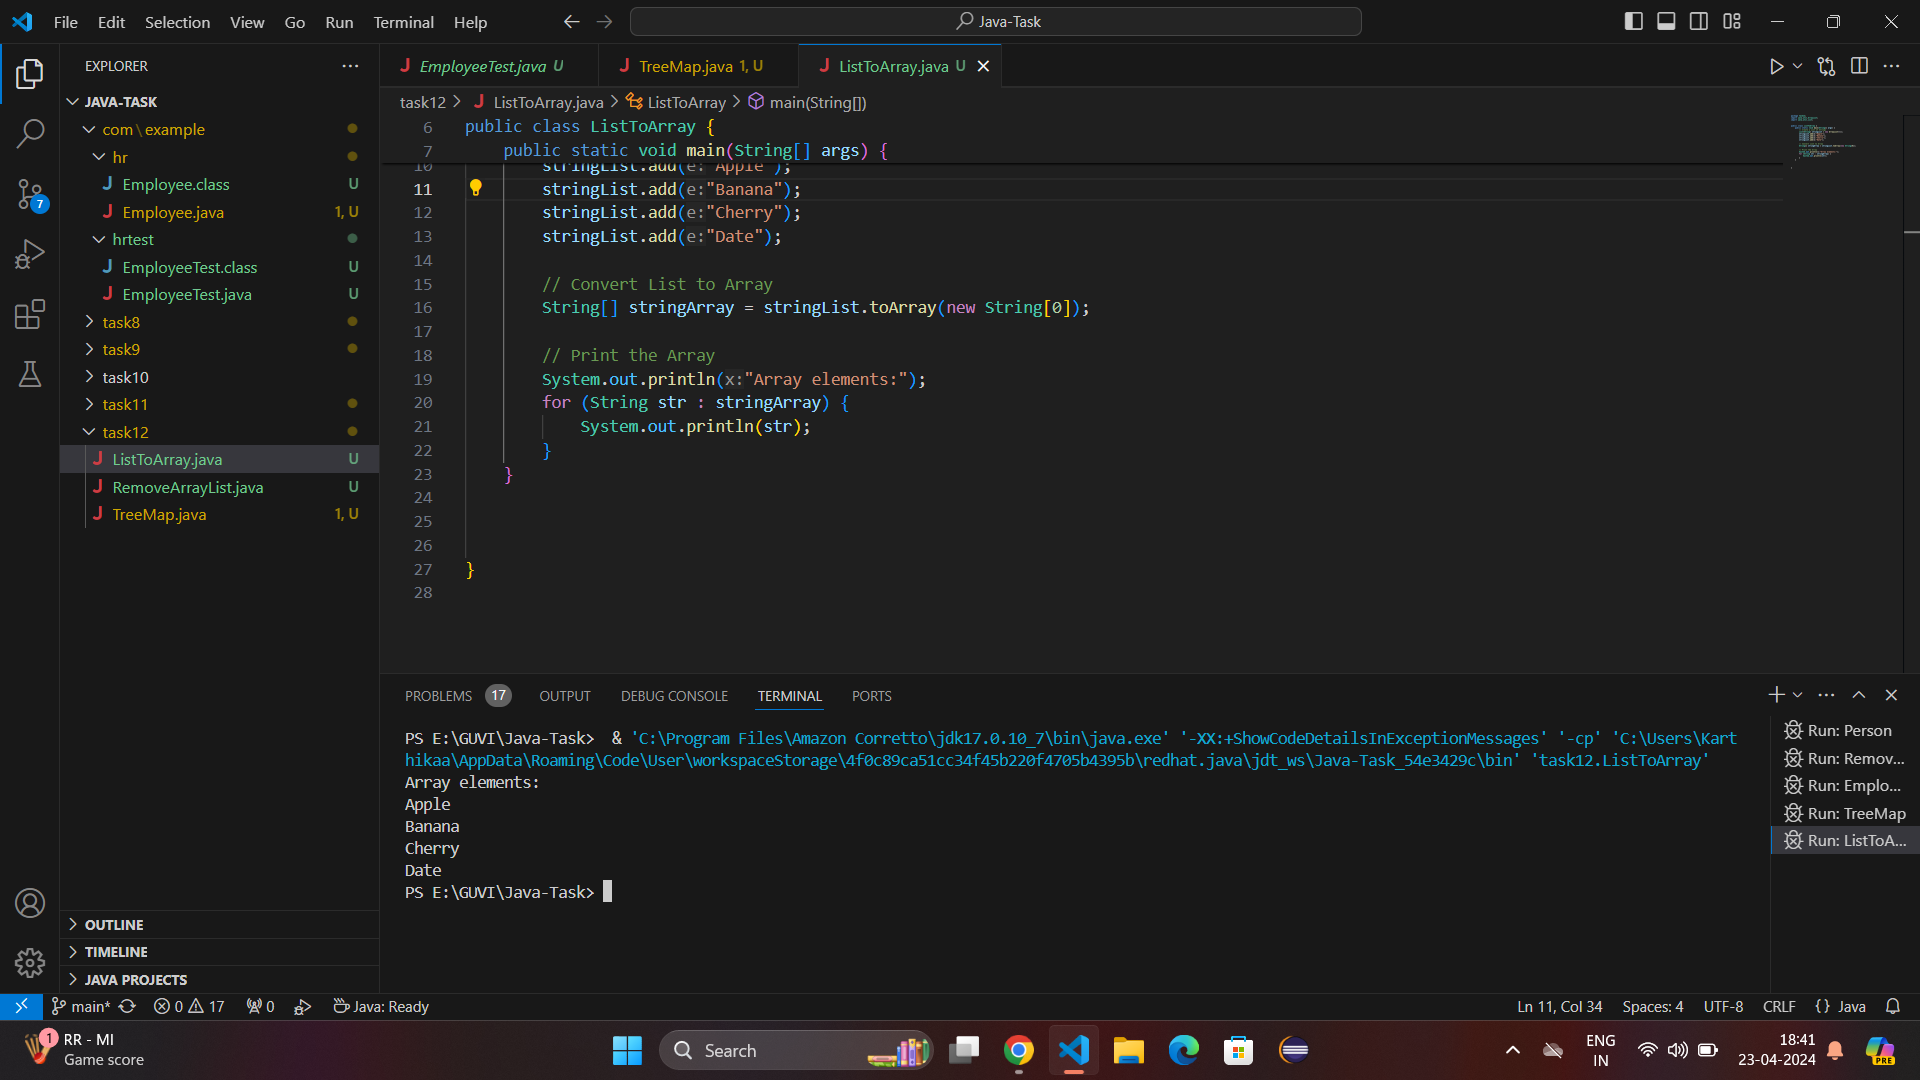 File Edit Selection View Go Run Terminal Help
Java-Task
EXPLORER
JAVA-TASK
com\example
hr
Employee.class U
Employee.java 1, U
hrtest
EmployeeTest.class U
EmployeeTest.java U
task8
task9
task10
task11
task12
ListToArray.java U
RemoveArrayList.java U
TreeMap.java 1, U
OUTLINE
TIMELINE
JAVA PROJECTS
7
EmployeeTest.java U
TreeMap.java 1, U
ListToArray.java U
task12 > ListToArray.java > ListToArray > main(String[])
6 public class ListToArray {
7 public static void main(String[] args) {
10 stringList.add(e:"Apple");
11 stringList.add(e:"Banana");
12 stringList.add(e:"Cherry");
13 stringList.add(e:"Date");
14
15 // Convert List to Array
16 String[] stringArray = stringList.toArray(new String[0]);
17
18 // Print the Array
19 System.out.println(x:"Array elements:");
20 for (String str : stringArray) {
21 System.out.println(str);
22 }
23 }
24
25
26
27 }
28
PROBLEMS 17 OUTPUT DEBUG CONSOLE TERMINAL PORTS
PS E:\GUVI\Java-Task>  & 'C:\Program Files\Amazon Corretto\jdk17.0.10_7\bin\java.exe' '-XX:+ShowCodeDetailsInExceptionMessages' '-cp' 'C:\Users\Kart
hikaa\AppData\Roaming\Code\User\workspaceStorage\4f0c89ca51cc34f45b220f4705b4395b\redhat.java\jdt_ws\Java-Task_54e3429c\bin' 'task12.ListToArray'
Array elements:
Apple
Banana
Cherry
Date
PS E:\GUVI\Java-Task>
Run: Person
Run: Remov...
Run: Emplo...
Run: TreeMap
Run: ListToA...
main* 0 17 0 Java: Ready
Ln 11, Col 34 Spaces: 4 UTF-8 CRLF {} Java
1
RR - MI
Game score
Search
ENG
IN
18:41
23-04-2024
PRE